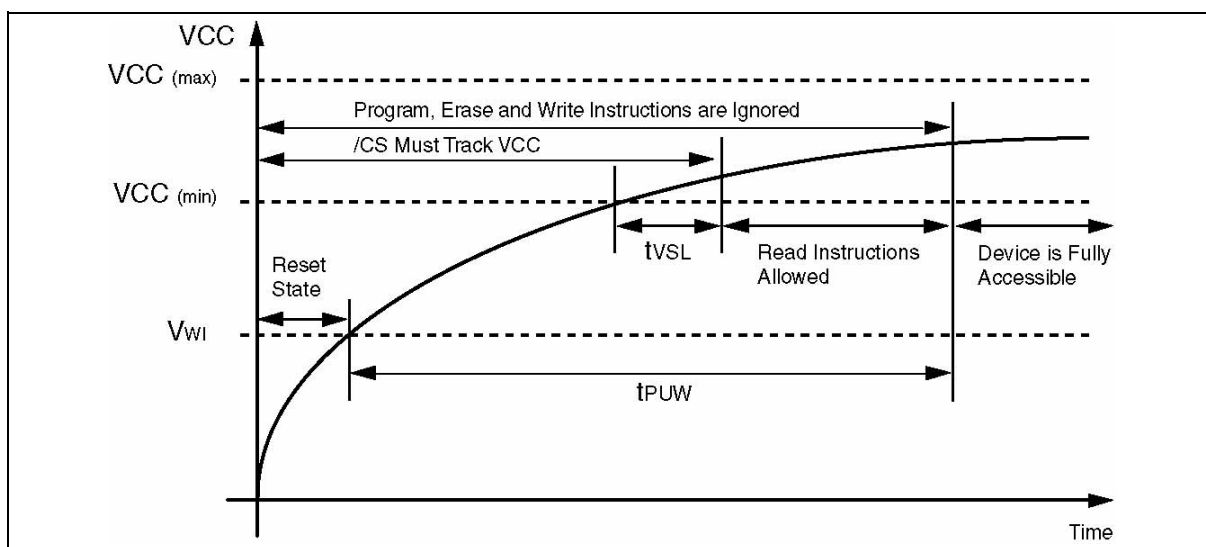 VCC
VCC (max)
Program, Erase and Write Instructions are Ignored
/CS Must Track VCC
VCC (min)
tVSL
Read Instructions
Allowed
Device is Fully
Accessible
Reset
State
VWI
tPUW
Time